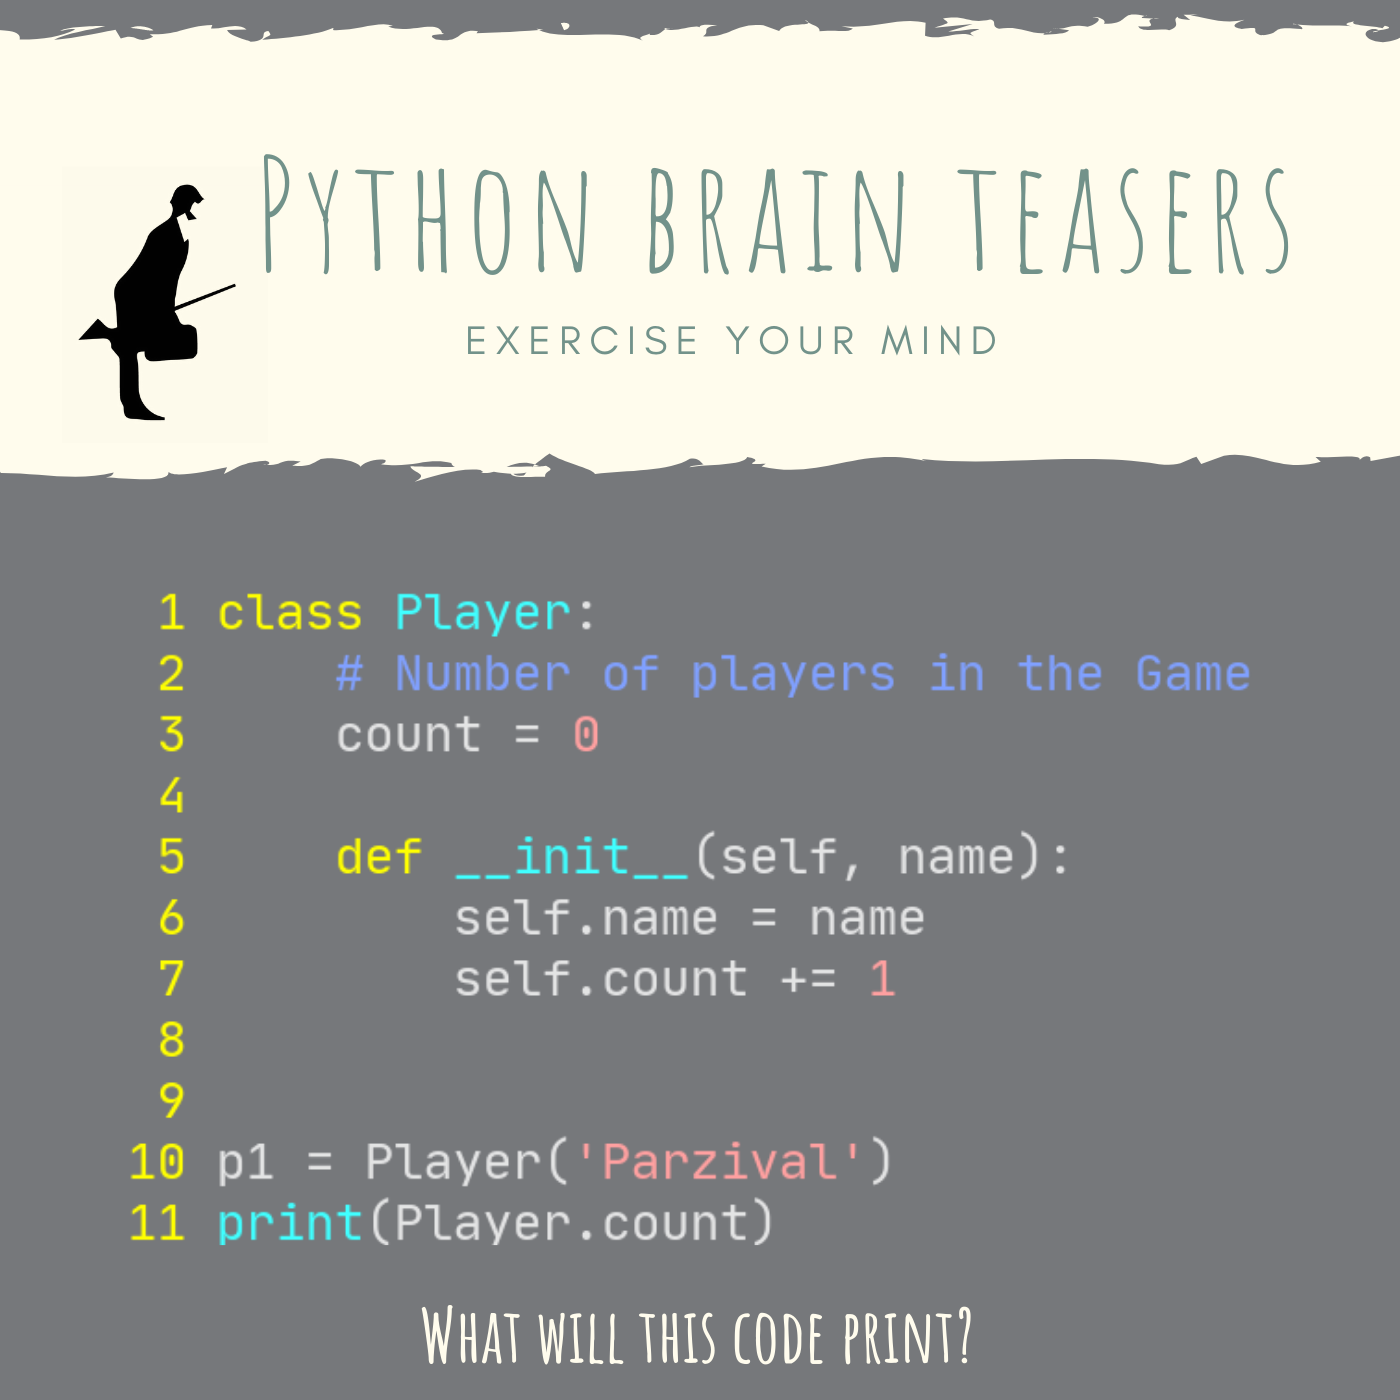 Python brain teasers
EXERCISE YOUR MIND
1 class Player:
2     # Number of players in the Game
3     count = 0
4
5     def __init__(self, name):
6         self.name = name
7         self.count += 1
8
9
10 p1 = Player('Parzival')
11 print(Player.count)
What will this code print?